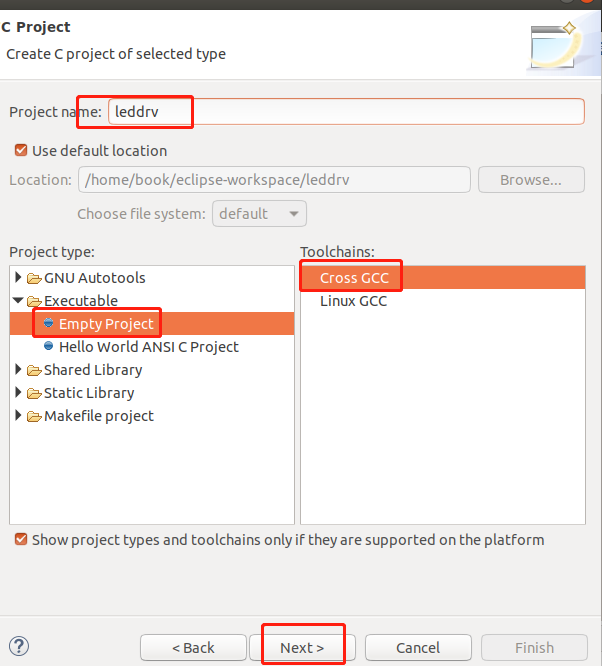 C Project
Create C project of selected type
Project name: leddrv
Use default location
Location: /home/book/eclipse-workspace/leddrv Browse...
Choose file system: default
Project type: Toolchains:
GNU Autotools Cross GCC
Executable Linux GCC
Empty Project
Hello World ANSI C Project
Shared Library
Static Library
Makefile project
Show project types and toolchains only if they are supported on the platform
? < Back Next > Cancel Finish